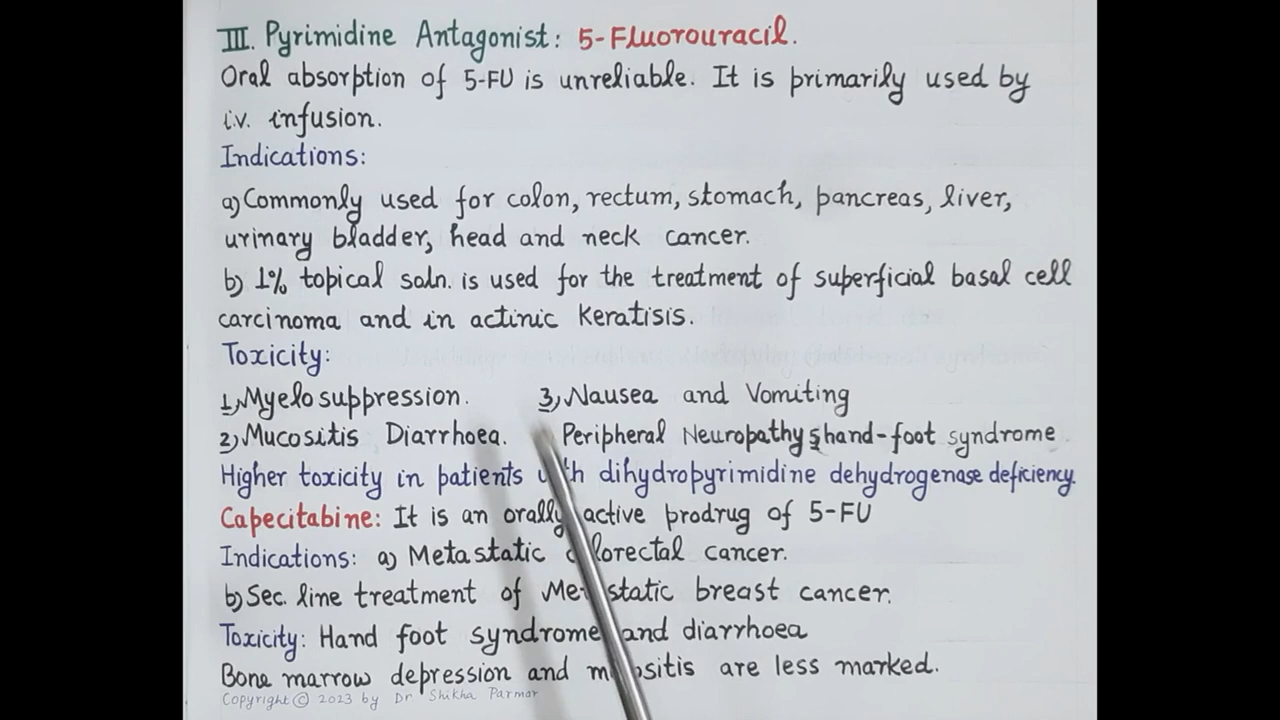 III. Pyrimidine Antagonist: 5-Fluorouracil.
Oral absorption of 5-FU is unreliable. It is primarily used by
i.v. infusion.
Indications:
a) Commonly used for colon, rectum, stomach, pancreas, liver,
urinary bladder, head and neck cancer.
b) 1% topical soln. is used for the treatment of superficial basal cell
carcinoma and in actinic Keratisis.
Toxicity:
1) Myelosuppression. 3) Nausea and Vomiting
2) Mucositis Diarrhoea. Peripheral Neuropathy & hand-foot syndrome
Higher toxicity in patients dihydropyrimidine dehydrogenase deficiency.
Capecitabine: It is an orally active prodrug of 5-FU
Indications: a) Metastatic cancer.
b) Sec. line treatment of breast cancer.
Toxicity: Hand foot syndrome and diarrhoea
Bone marrow depression and are less marked.
Copyright © 2023 by Dr Shikha Parmar